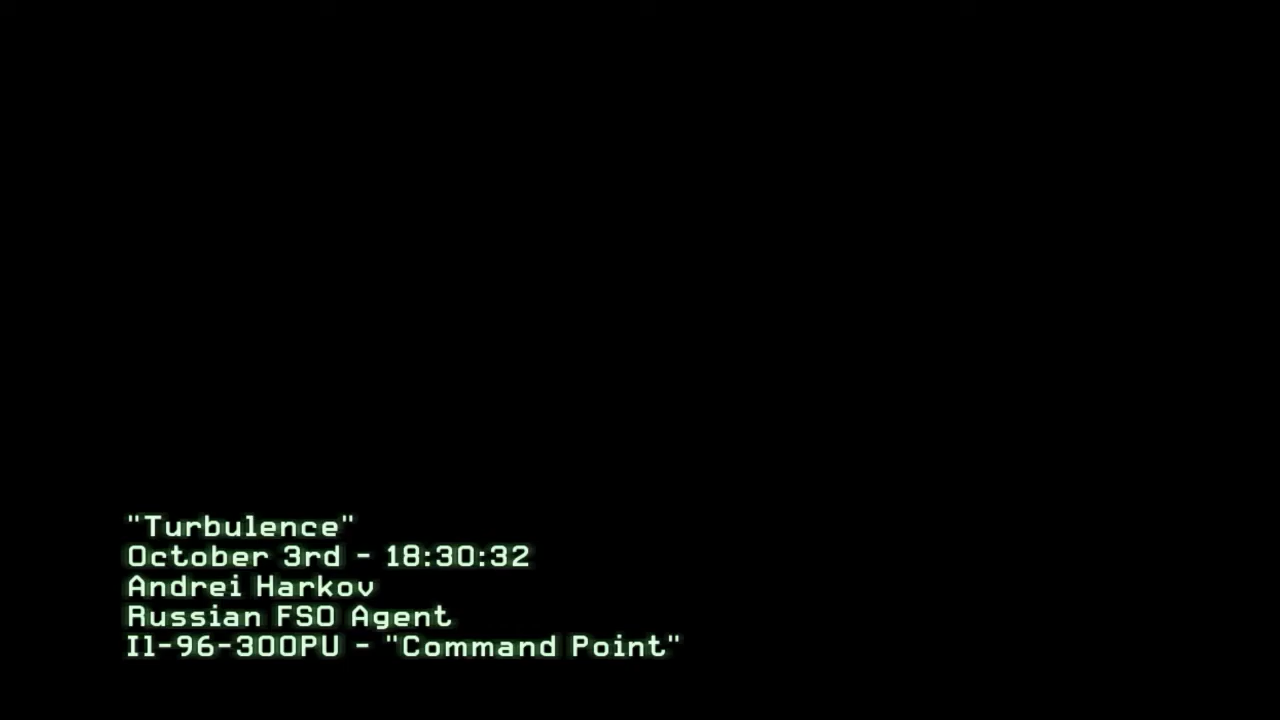 "Turbulence"
October 3rd - 18:30:32
Andrei Harkov
Russian FSO Agent
Il-96-300PU - "Command Point"